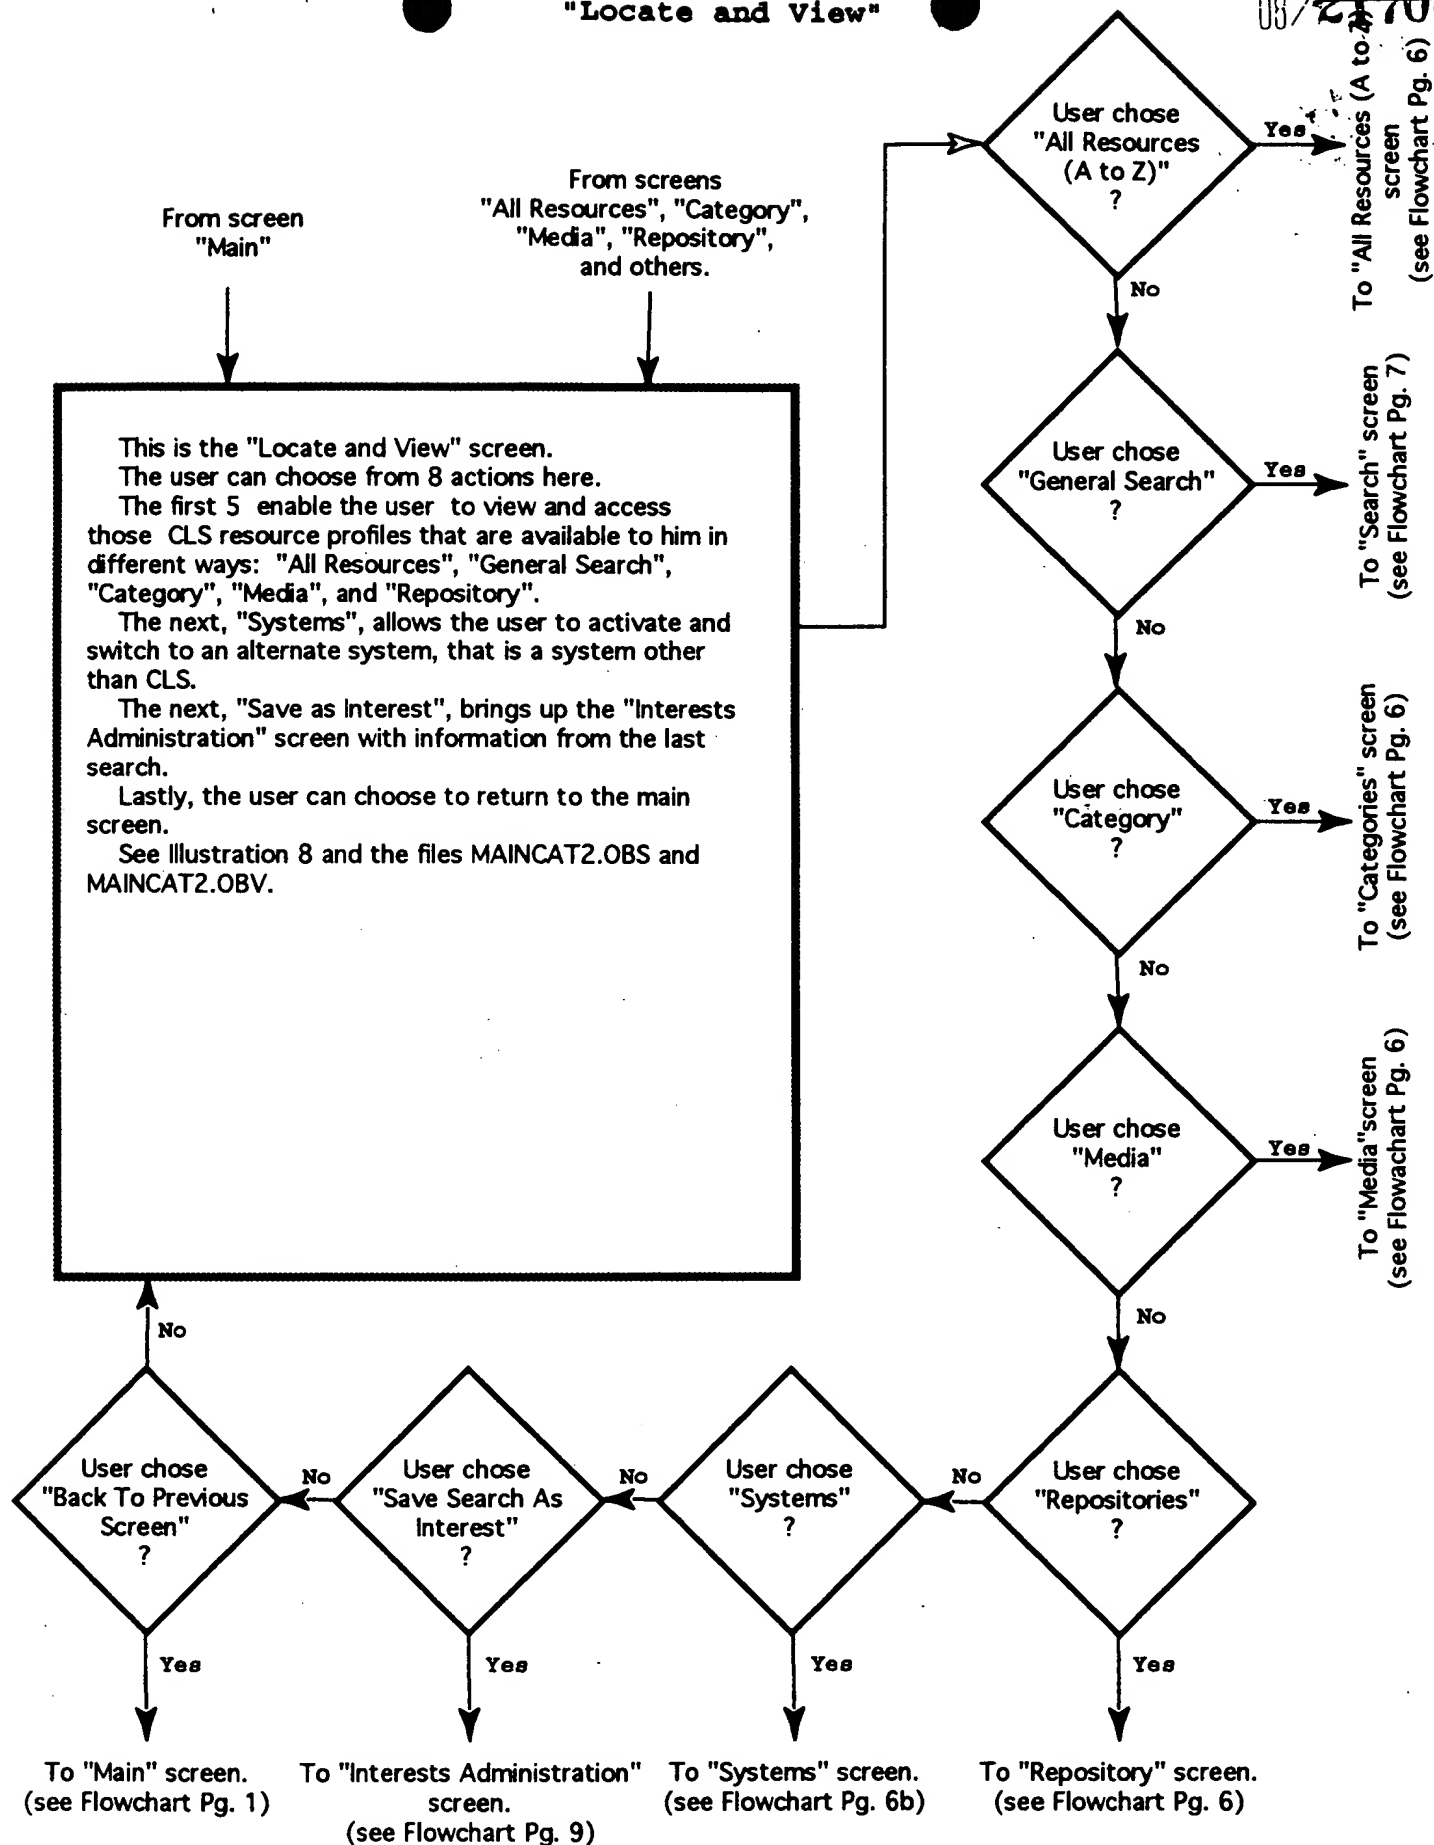 "Locate and View"
From screen
"Main"
From screens
"All Resources", "Category",
"Media", "Repository",
and others.
This is the "Locate and View" screen.
The user can choose from 8 actions here.
The first 5 enable the user to view and access
those CLS resource profiles that are available to him in
different ways: "All Resources", "General Search",
"Category", "Media", and "Repository".
The next, "Systems", allows the user to activate and
switch to an alternate system, that is a system other
than CLS.
The next, "Save as Interest", brings up the "Interests
Administration" screen with information from the last
search.
Lastly, the user can choose to return to the main
screen.
See Illustration 8 and the files MAINCAT2.OBS and
MAINCAT2.OBV.
User chose
"All Resources
(A to Z)"
?
Yes
To "All Resources (A to Z)
screen
(see Flowchart Pg. 6)
No
User chose
"General Search"
?
Yes
To "Search" screen
(see Flowchart Pg. 7)
No
User chose
"Category"
?
Yes
To "Categories" screen
(see Flowchart Pg. 6)
No
User chose
"Media"
?
Yes
To "Media"screen
(see Flowachart Pg. 6)
No
User chose
"Repositories"
?
Yes
To "Repository" screen.
(see Flowchart Pg. 6)
No
User chose
"Systems"
?
Yes
To "Systems" screen.
(see Flowchart Pg. 6b)
No
User chose
"Save Search As
Interest"
?
Yes
To "Interests Administration"
screen.
(see Flowchart Pg. 9)
No
User chose
"Back To Previous
Screen"
?
Yes
To "Main" screen.
(see Flowchart Pg. 1)
No